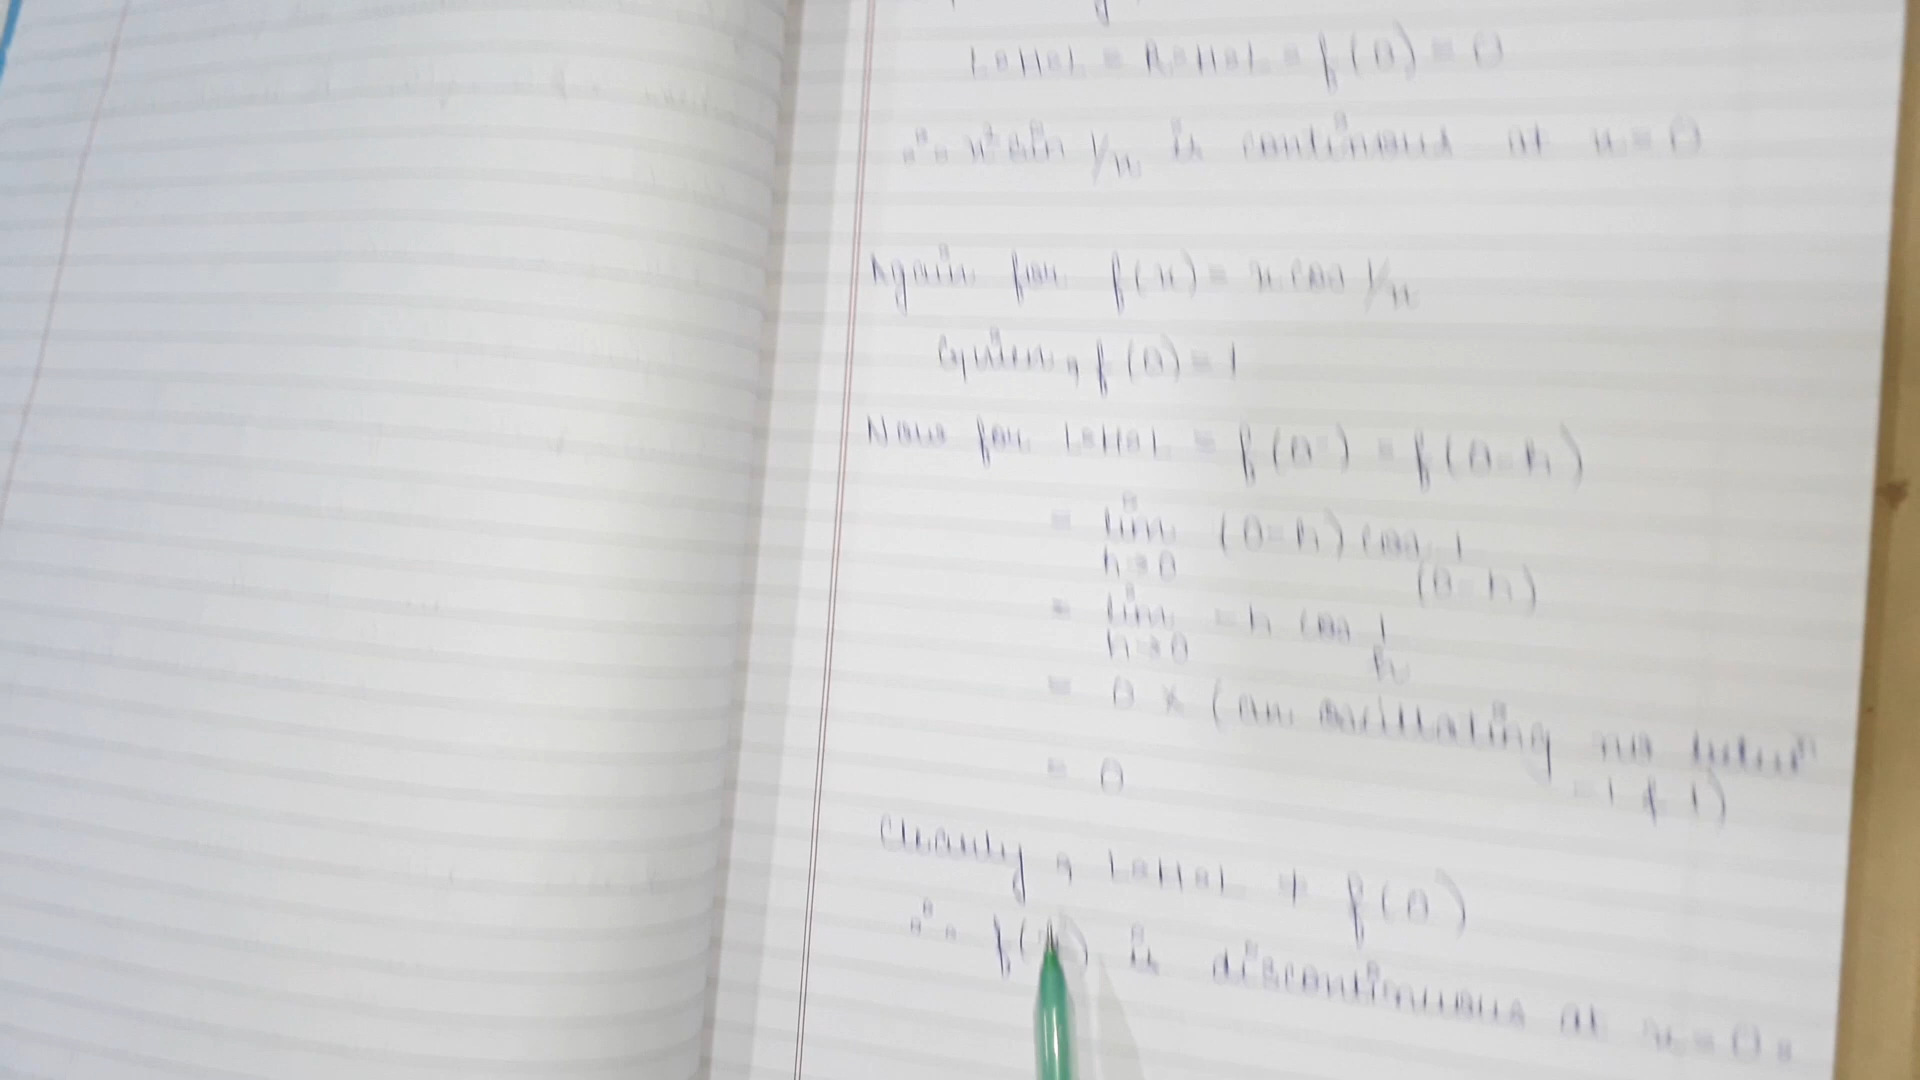 L.H.L = R.H.L = f(0) = 0
∴ x² sin 1/x is continuous at x = 0
Again for f(x) = x cos 1/x
Given, f(0) = 1
Now for L.H.L = f(0-) = f(0-h)
= lim h→0 (0-h) cos 1/(0-h)
= lim h→0 -h cos 1/h
= 0 × (an oscillating no betwⁿ
-1 & 1)
= 0
Clearly, L.H.L ≠ f(0)
∴ f(x) is discontinuous at x = 0.